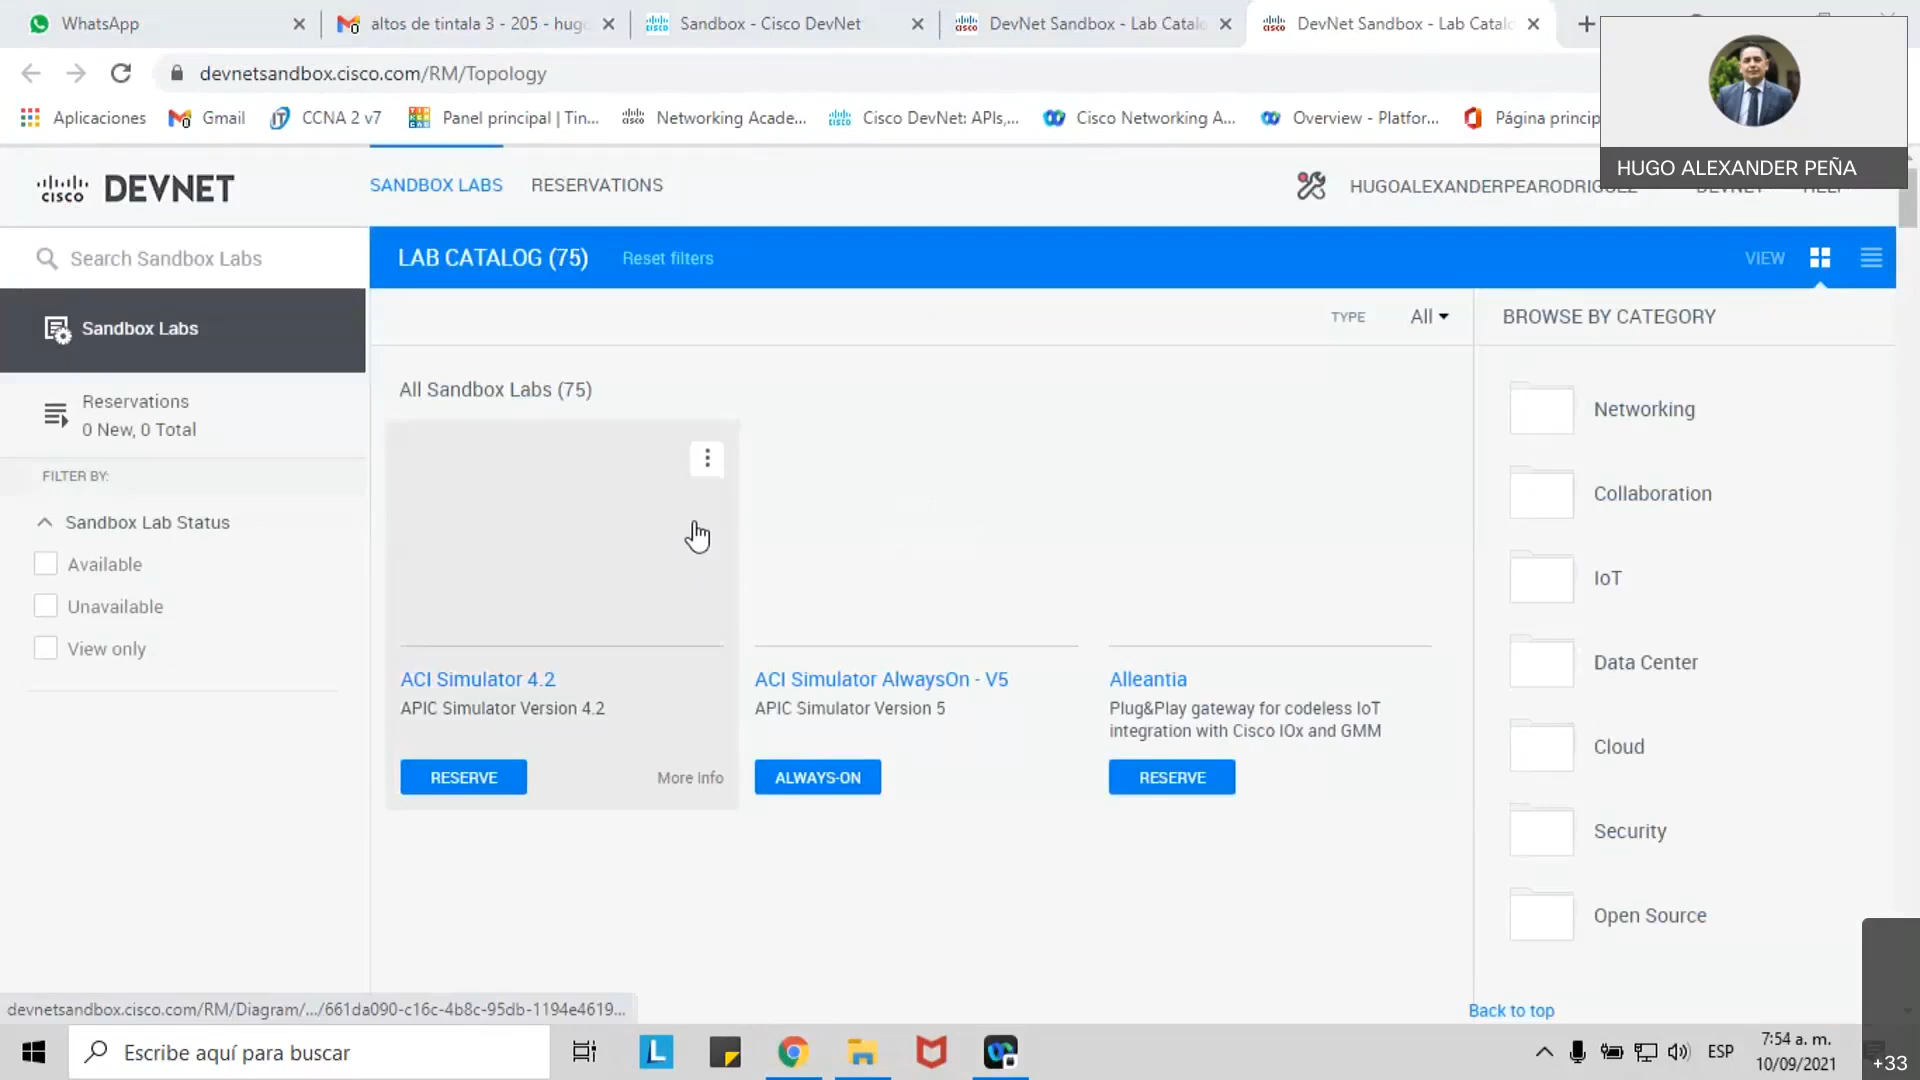 WhatsApp
altos de tintala 3 - 205 - hug
Sandbox - Cisco DevNet
DevNet Sandbox - Lab Catalo
DevNet Sandbox - Lab Catalo
devnetsandbox.cisco.com/RM/Topology
Aplicaciones
Gmail
CCNA 2 v7
Panel principal | Tin...
Networking Acade...
Cisco DevNet: APIs,...
Cisco Networking A...
Overview - Platfor...
Página princip
HUGO ALEXANDER PEÑA
CISCO DEVNET
SANDBOX LABS
RESERVATIONS
HUGOALEXANDERPEARODRIGUEZ
DEVNET
HELP
Search Sandbox Labs
LAB CATALOG (75)
Reset filters
VIEW
Sandbox Labs
TYPE
All
BROWSE BY CATEGORY
Reservations
0 New, 0 Total
FILTER BY:
Sandbox Lab Status
Available
Unavailable
View only
All Sandbox Labs (75)
ACI Simulator 4.2
APIC Simulator Version 4.2
RESERVE
More Info
ACI Simulator AlwaysOn - V5
APIC Simulator Version 5
ALWAYS-ON
Alleantia
Plug&Play gateway for codeless IoT
integration with Cisco IOx and GMM
RESERVE
Networking
Collaboration
IoT
Data Center
Cloud
Security
Open Source
Back to top
devnetsandbox.cisco.com/RM/Diagram/.../661da090-c16c-4b8c-95db-1194e4619...
Escribe aquí para buscar
ESP
7:54 a. m.
10/09/2021
+33